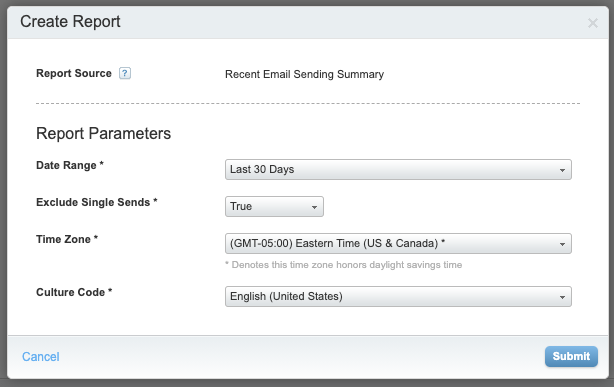 Create Report ×
Report Source ? Recent Email Sending Summary
Report Parameters
Date Range * Last 30 Days
Exclude Single Sends * True
Time Zone * (GMT-05:00) Eastern Time (US & Canada) *
* Denotes this time zone honors daylight savings time
Culture Code * English (United States)
Cancel Submit